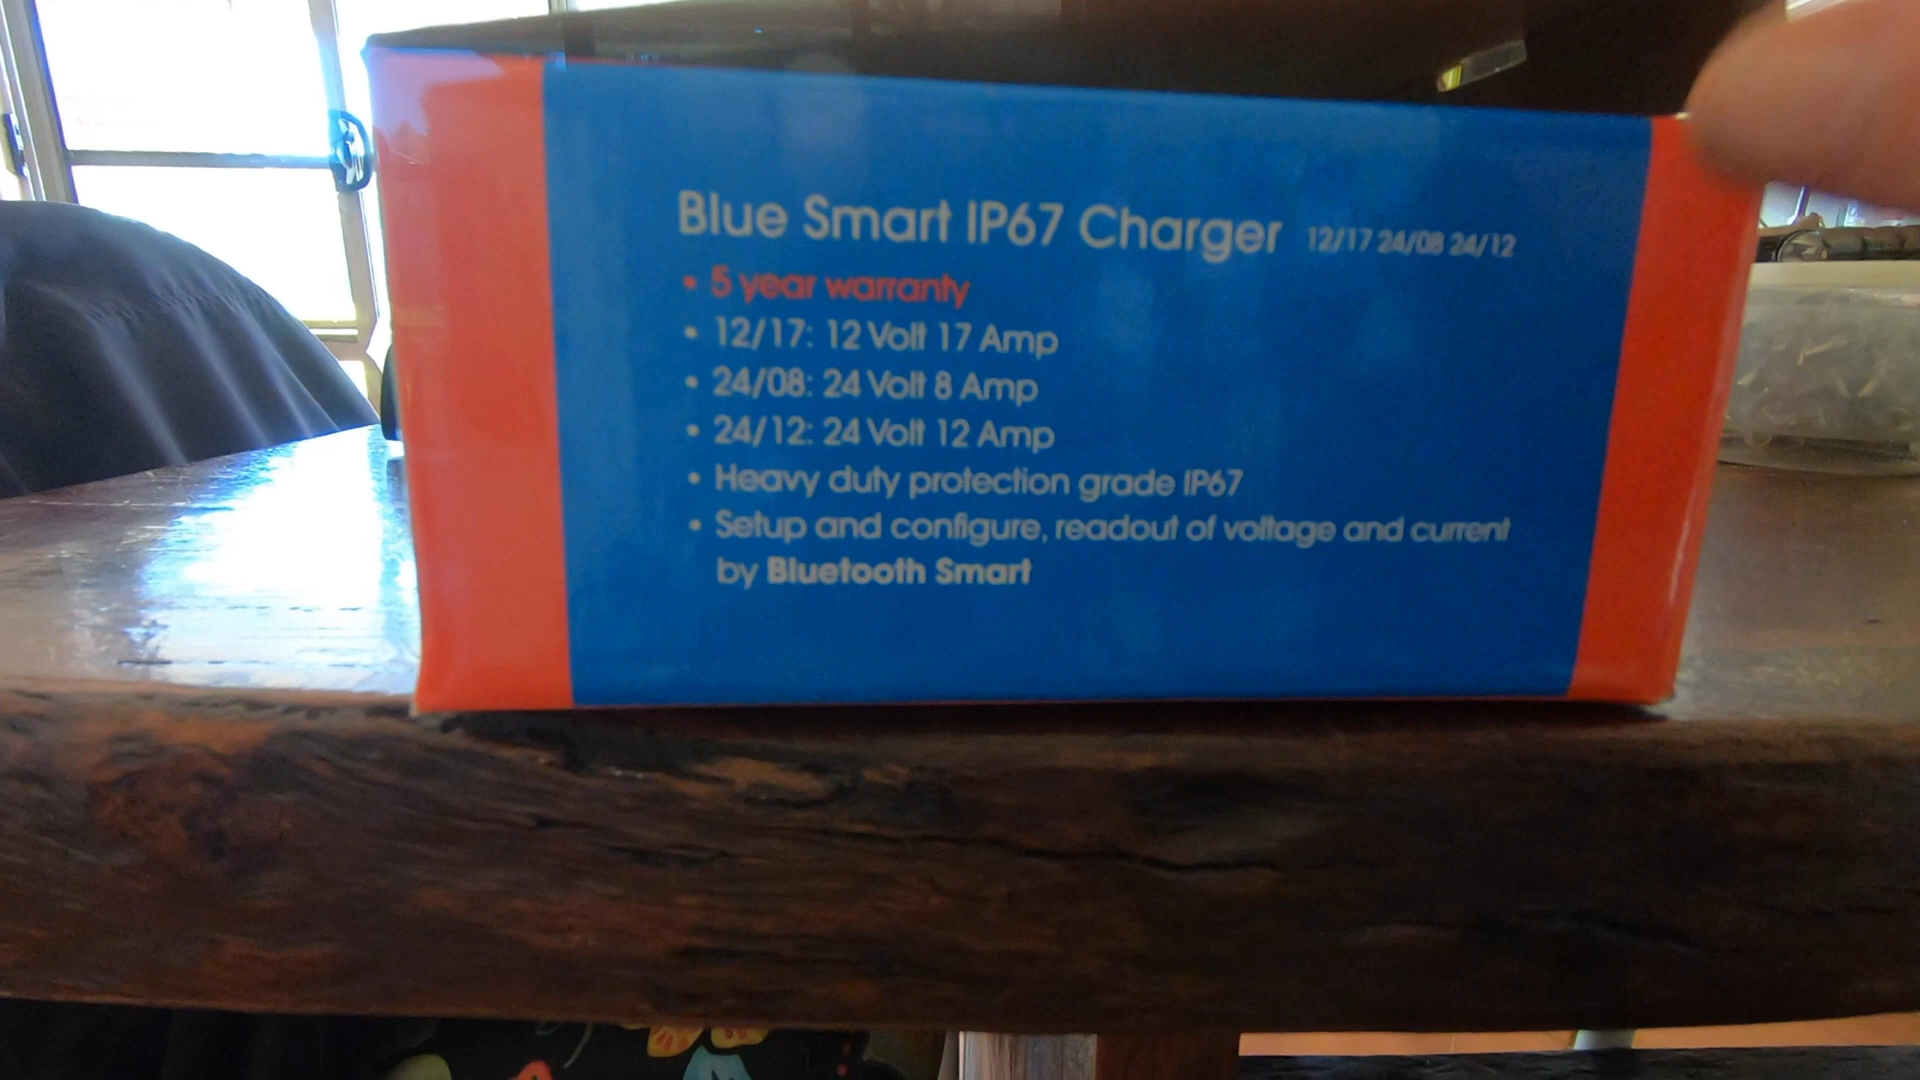 Blue Smart IP67 Charger 12/17 24/08 24/12
• 5 year warranty
• 12/17: 12 Volt 17 Amp
• 24/08: 24 Volt 8 Amp
• 24/12: 24 Volt 12 Amp
• Heavy duty protection grade IP67
• Setup and configure, readout of voltage and current
by Bluetooth Smart